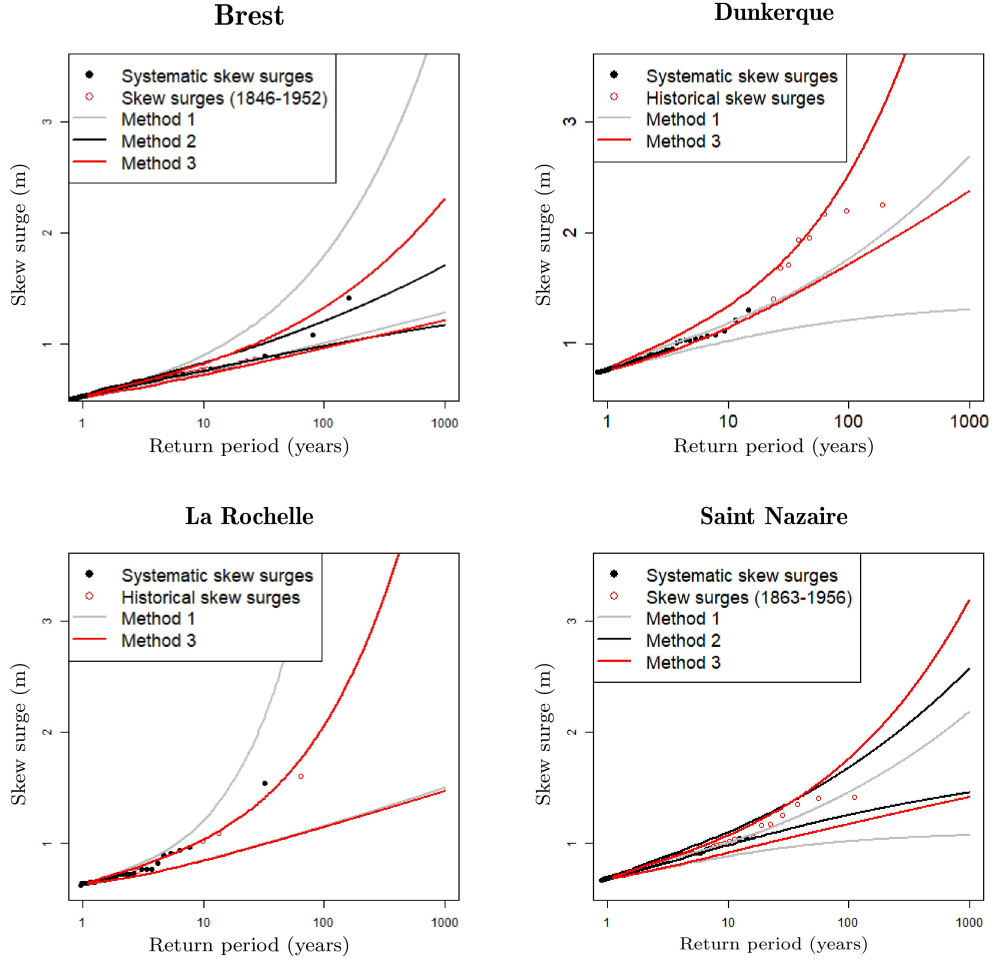 Brest
Systematic skew surges
Skew surges (1846-1952)
Method 1
Method 2
Method 3
Skew surge (m)
3
2
1
1 10 100 1000
Return period (years)
Dunkerque
Systematic skew surges
Historical skew surges
Method 1
Method 3
Skew surge (m)
3
2
1
1 10 100 1000
Return period (years)
La Rochelle
Systematic skew surges
Historical skew surges
Method 1
Method 3
Skew surge (m)
3
2
1
1 10 100 1000
Return period (years)
Saint Nazaire
Systematic skew surges
Skew surges (1863-1956)
Method 1
Method 2
Method 3
Skew surge (m)
3
2
1
1 10 100 1000
Return period (years)